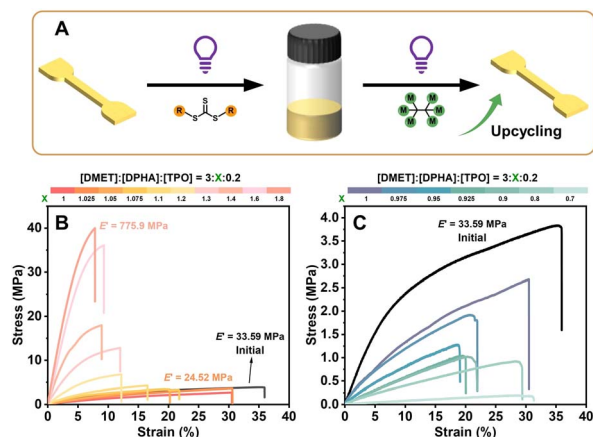 A
R S S S R
M M M M M M
Upcycling
[DMET]:[DPHA]:[TPO] = 3:X:0.2
X 1 1.025 1.05 1.075 1.1 1.2 1.3 1.4 1.6 1.8
B
E' = 775.9 MPa
E' = 33.59 MPa
Initial
E' = 24.52 MPa
Stress (MPa)
40
30
20
10
0
0 5 10 15 20 25 30 35 40
Strain (%)
[DMET]:[DPHA]:[TPO] = 3:X:0.2
X 1 0.975 0.95 0.925 0.9 0.8 0.7
C
E' = 33.59 MPa
Initial
Stress (MPa)
4.0
3.5
3.0
2.5
2.0
1.5
1.0
0.5
0.0
0 5 10 15 20 25 30 35 40
Strain (%)